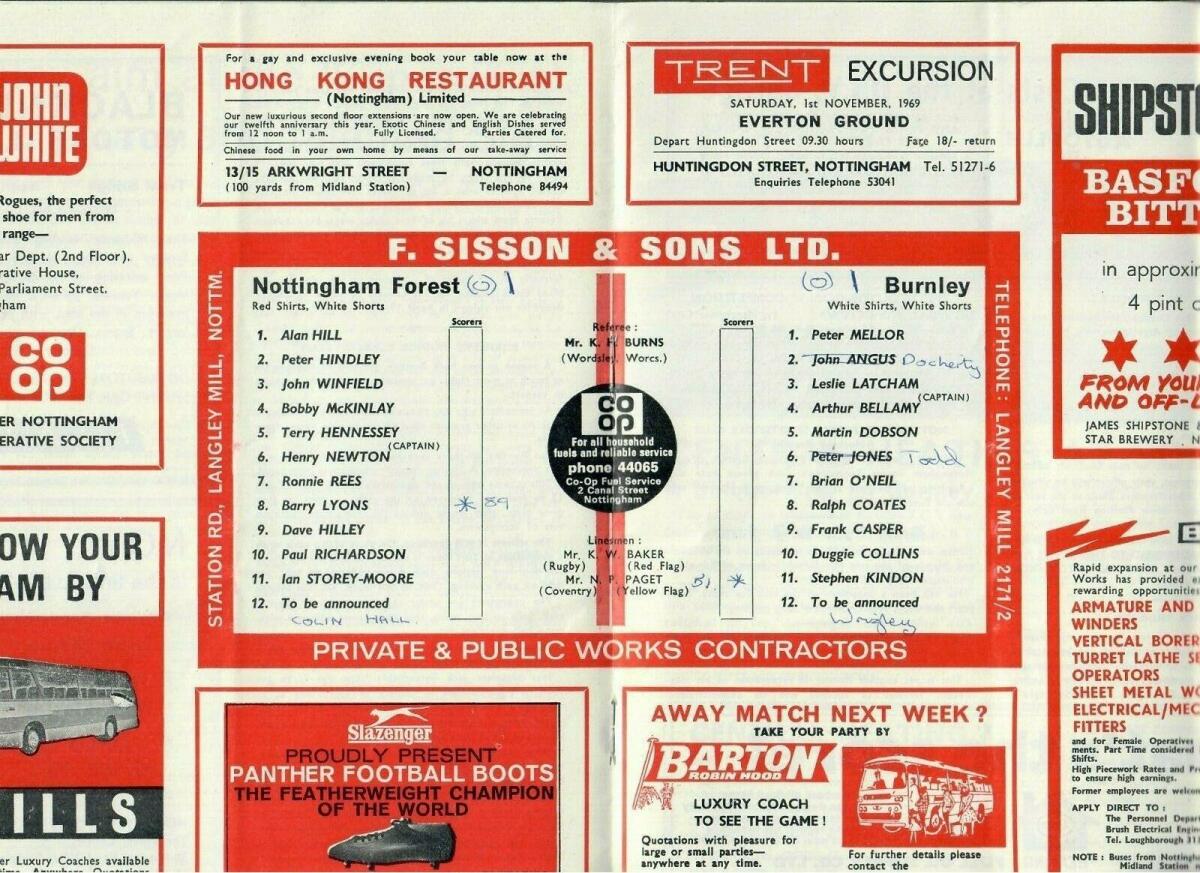 JOHN
WHITE
Rogues, the perfect
shoe for men from
range—
ar Dept. (2nd Floor).
rative House,
Parliament Street.
gham
CO
OP
ER NOTTINGHAM
ERATIVE SOCIETY
OW YOUR
AM BY
ILLS
er Luxury Coaches available
For a gay and exclusive evening book your table now at the
HONG KONG RESTAURANT
(Nottingham) Limited
Our new luxurious second floor extensions are now open. We are celebrating
our twelfth anniversary this year. Exotic Chinese and English Dishes served
from 12 noon to 1 a.m. Fully Licensed. Parties Catered for.
Chinese food in your own home by means of our take-away service
13/15 ARKWRIGHT STREET — NOTTINGHAM
(100 yards from Midland Station) Telephone 84494
TRENT EXCURSION
SATURDAY, 1st NOVEMBER, 1969
EVERTON GROUND
Depart Huntingdon Street 09.30 hours Fare 18/- return
HUNTINGDON STREET, NOTTINGHAM Tel. 51271-6
Enquiries Telephone 53041
F. SISSON & SONS LTD.
STATION RD., LANGLEY MILL, NOTTM.
Nottingham Forest (0) 1
Red Shirts, White Shorts
Scorers
1. Alan HILL
2. Peter HINDLEY
3. John WINFIELD
4. Bobby McKINLAY
5. Terry HENNESSEY
(CAPTAIN)
6. Henry NEWTON
7. Ronnie REES
8. Barry LYONS * 89
9. Dave HILLEY
10. Paul RICHARDSON
11. Ian STOREY-MOORE
12. To be announced
COLIN HALL.
Referee :
Mr. K. H. BURNS
(Wordsley, Worcs.)
CO
OP
For all household
fuels and reliable service
phone 44065
Co-Op Fuel Service
2 Canal Street
Nottingham
Linesmen :
Mr. K. W. BAKER
(Rugby) (Red Flag)
Mr. N. P. PAGET
(Coventry) (Yellow Flag)
(0) 1 Burnley
White Shirts, White Shorts
Scorers
1. Peter MELLOR
2. John ANGUS Docherty
3. Leslie LATCHAM
(CAPTAIN)
4. Arthur BELLAMY
5. Martin DOBSON
6. Peter JONES Todd
7. Brian O'NEIL
8. Ralph COATES
9. Frank CASPER
10. Duggie COLLINS
11. Stephen KINDON *
12. To be announced
Wrigley
TELEPHONE : LANGLEY MILL 2171/2
PRIVATE & PUBLIC WORKS CONTRACTORS
Slazenger
PROUDLY PRESENT
PANTHER FOOTBALL BOOTS
THE FEATHERWEIGHT CHAMPION
OF THE WORLD
AWAY MATCH NEXT WEEK ?
TAKE YOUR PARTY BY
BARTON
ROBIN HOOD
LUXURY COACH
TO SEE THE GAME !
Quotations with pleasure for
large or small parties—
anywhere at any time.
For further details please
contact the
SHIPSTO
BASFO
BITT
in approxi
4 pint c
FROM YOU
AND OFF-L
JAMES SHIPSTONE &
STAR BREWERY . N
Rapid expansion at our
Works has provided e
rewarding opportunities
ARMATURE AND
WINDERS
VERTICAL BORER
TURRET LATHE SE
OPERATORS
SHEET METAL WO
ELECTRICAL/MEC
FITTERS
and for Female Operative
ments. Part Time considered
Shifts.
High Piecework Rates and Pr
to ensure high earnings.
Former employees are welcom
APPLY DIRECT TO :
The Personnel Depar
Brush Electrical Engin
Tel. Loughborough 313
NOTE : Buses from Nottingh
Midland Station